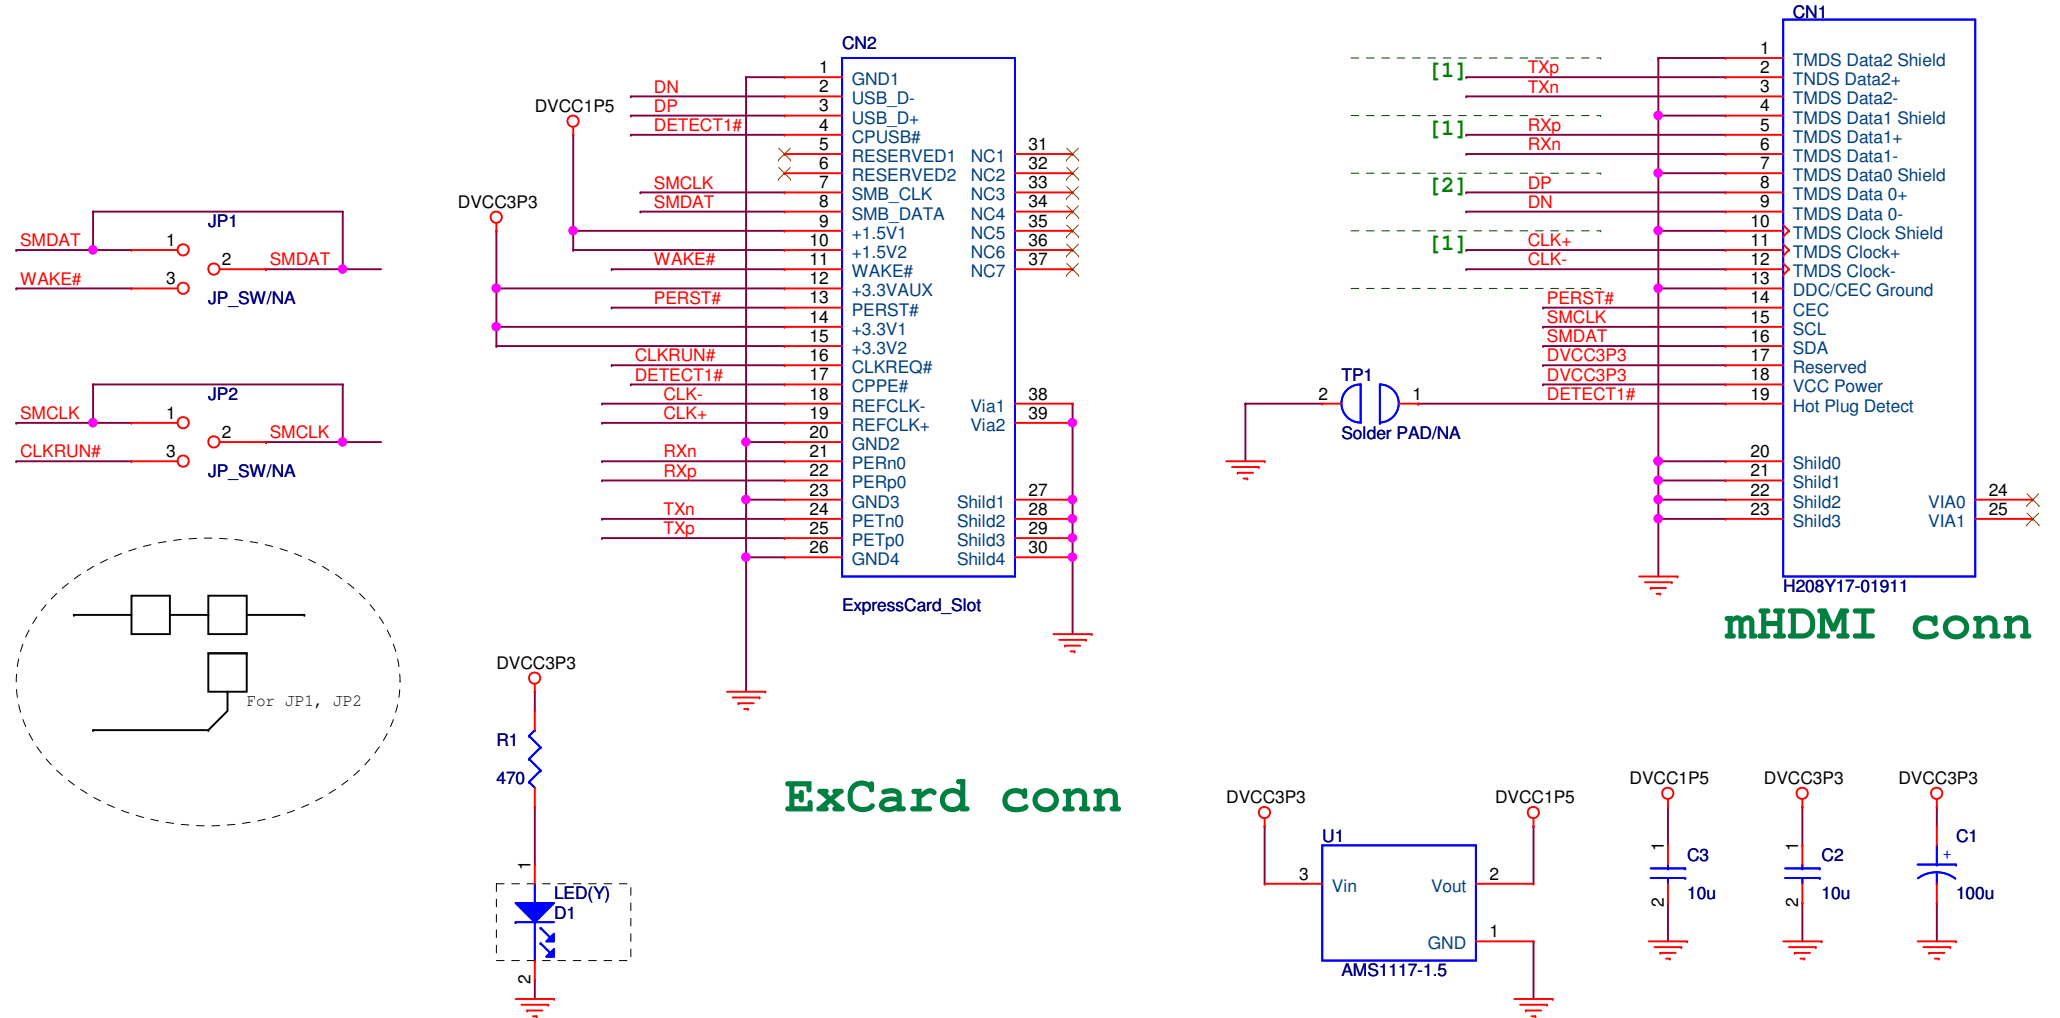 JP1
SMDAT 1
2 SMDAT
WAKE# 3
JP_SW/NA
JP2
SMCLK 1
2 SMCLK
CLKRUN# 3
JP_SW/NA
For JP1, JP2
CN2
DVCC1P5
DVCC3P3
1 GND1
DN 2 USB_D-
DP 3 USB_D+
DETECT1# 4 CPUSB#
5 RESERVED1 NC1 31
6 RESERVED2 NC2 32
SMCLK 7 SMB_CLK NC3 33
SMDAT 8 SMB_DATA NC4 34
9 +1.5V1 NC5 35
10 +1.5V2 NC6 36
WAKE# 11 WAKE# NC7 37
12 +3.3VAUX
PERST# 13 PERST#
14 +3.3V1
15 +3.3V2
CLKRUN# 16 CLKREQ#
DETECT1# 17 CPPE#
CLK- 18 REFCLK- Via1 38
CLK+ 19 REFCLK+ Via2 39
20 GND2
RXn 21 PERn0
RXp 22 PERp0
23 GND3 Shild1 27
TXn 24 PETn0 Shild2 28
TXp 25 PETp0 Shild3 29
26 GND4 Shild4 30
ExpressCard_Slot
ExCard conn
DVCC3P3
R1
470
1
LED(Y)
D1
2
CN1
1 TMDS Data2 Shield
[1] TXp 2 TNDS Data2+
TXn 3 TMDS Data2-
4 TMDS Data1 Shield
[1] RXp 5 TMDS Data1+
RXn 6 TMDS Data1-
7 TMDS Data0 Shield
[2] DP 8 TMDS Data 0+
DN 9 TMDS Data 0-
10 TMDS Clock Shield
[1] CLK+ 11 TMDS Clock+
CLK- 12 TMDS Clock-
13 DDC/CEC Ground
PERST# 14 CEC
SMCLK 15 SCL
SMDAT 16 SDA
DVCC3P3 17 Reserved
DVCC3P3 18 VCC Power
DETECT1# 19 Hot Plug Detect
TP1
2 1
Solder PAD/NA
20 Shild0
21 Shild1
22 Shild2 VIA0 24
23 Shild3 VIA1 25
H208Y17-01911
mHDMI conn
DVCC3P3 DVCC1P5
U1
3 Vin Vout 2
GND 1
AMS1117-1.5
DVCC1P5
1
C3
10u
2
DVCC3P3
1
C2
10u
2
DVCC3P3
C1
+
100u